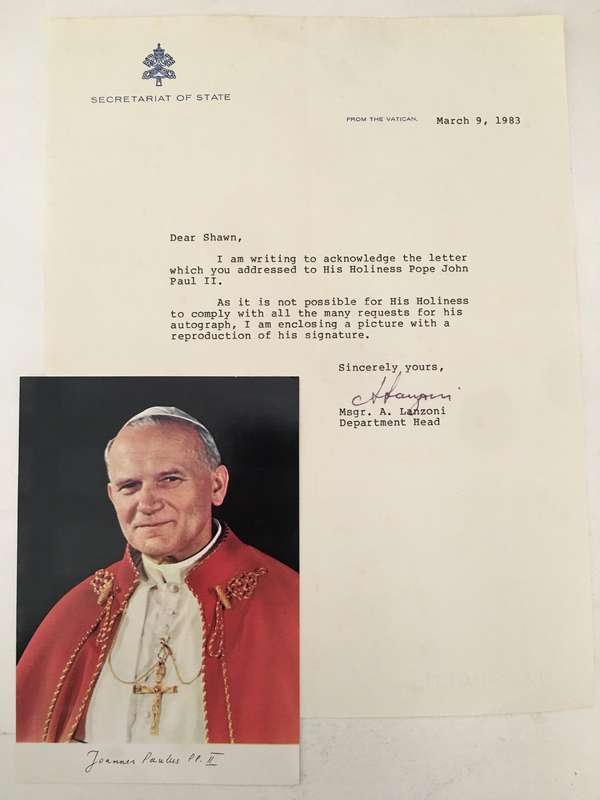 SECRETARIAT OF STATE
FROM THE VATICAN, March 9, 1983
Dear Shawn,
I am writing to acknowledge the letter
which you addressed to His Holiness Pope John
Paul II.
As it is not possible for His Holiness
to comply with all the many requests for his
autograph, I am enclosing a picture with a
reproduction of his signature.
Sincerely yours,
Msgr. A. Lanzoni
Department Head
Joannes Paulus PP. II